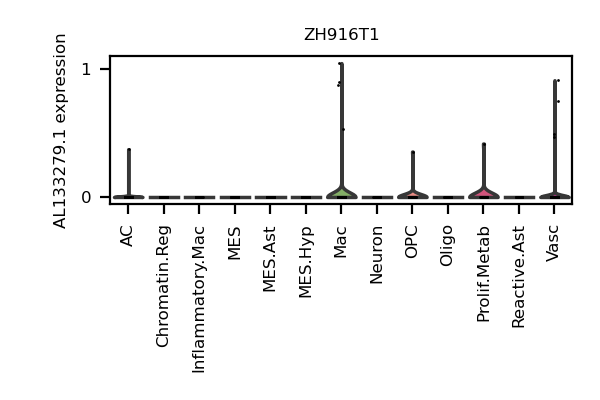 ZH916T1
AL133279.1 expression
1
0
AC
Chromatin.Reg
Inflammatory.Mac
MES
MES.Ast
MES.Hyp
Mac
Neuron
OPC
Oligo
Prolif.Metab
Reactive.Ast
Vasc